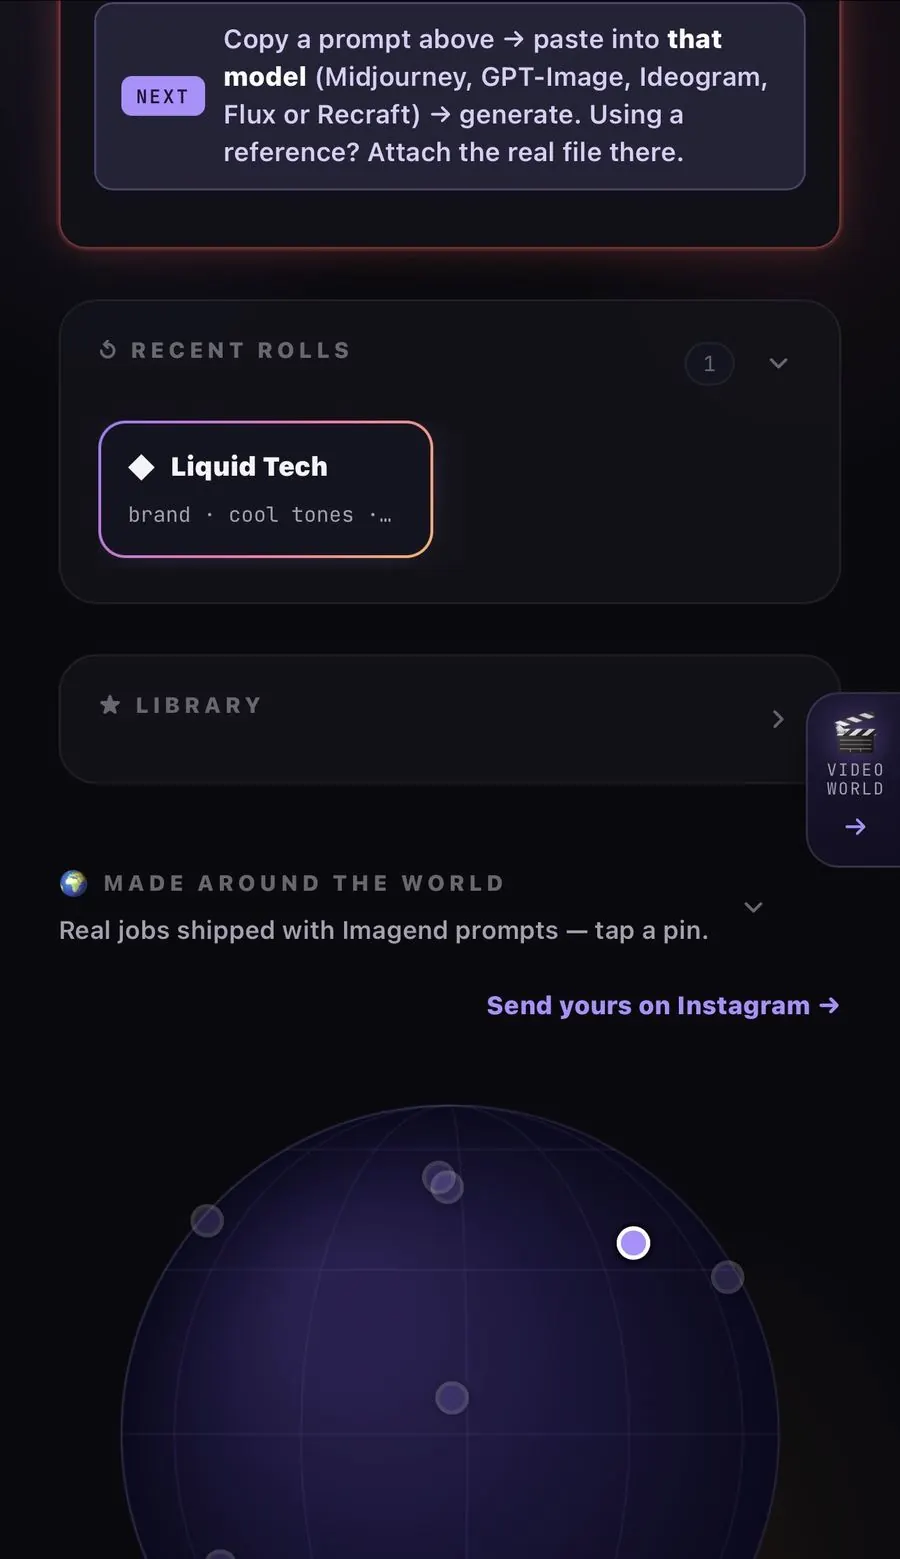 Copy a prompt above → paste into that
model (Midjourney, GPT-Image, Ideogram,
NEXT
Flux or Recraft) → generate. Using a
reference? Attach the real file there.
RECENT ROLLS
1
Liquid Tech
brand · cool tones ·…
LIBRARY
VIDEO
WORLD
→
MADE AROUND THE WORLD
Real jobs shipped with Imagend prompts — tap a pin.
Send yours on Instagram →